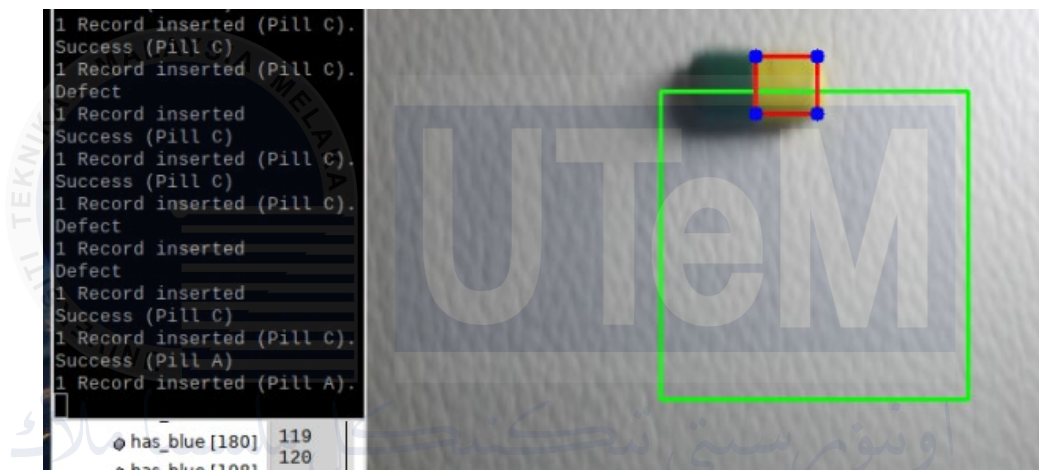 1 Record inserted (Pill C).
Success (Pill C)
1 Record inserted (Pill C).
Defect
1 Record inserted
Success (Pill C)
1 Record inserted (Pill C).
Success (Pill C)
1 Record inserted (Pill C).
Defect
1 Record inserted
Defect
1 Record inserted
Success (Pill C)
1 Record inserted (Pill C).
Success (Pill A)
1 Record inserted (Pill A).
has_blue [180]
119
120
UTeM